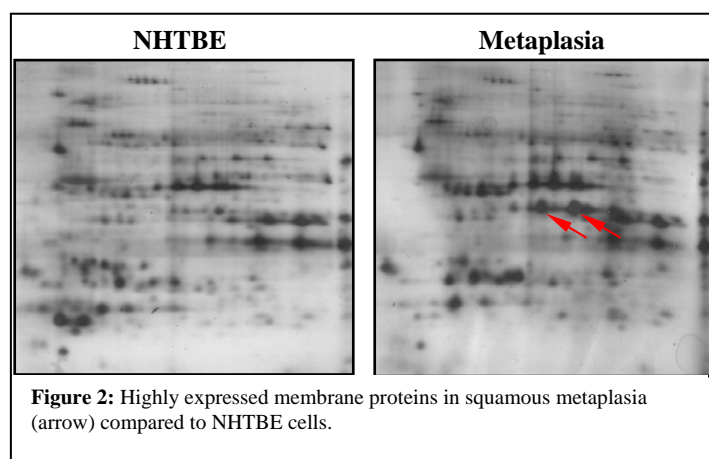 NHTBE Metaplasia
Figure 2: Highly expressed membrane proteins in squamous metaplasia
(arrow) compared to NHTBE cells.